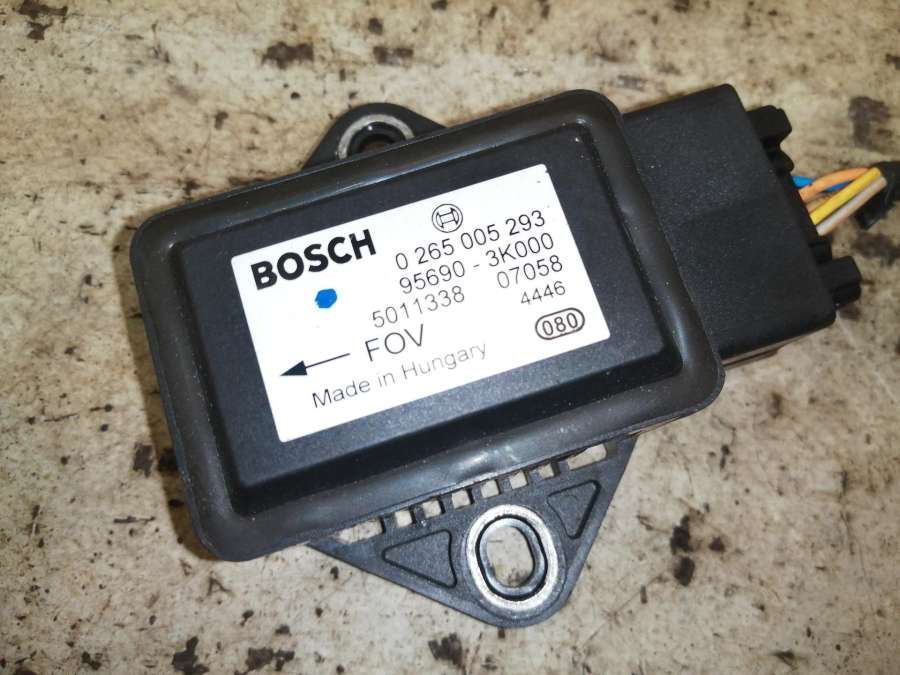 BOSCH 0 265 005 293
95690 - 3K000
5011338 07058
4446
FOV 080
Made in Hungary